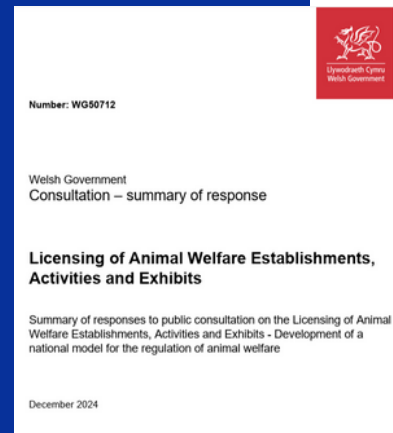 Llywodraeth Cymru
Welsh Government
Number: WG50712
Welsh Government
Consultation – summary of response
Licensing of Animal Welfare Establishments,
Activities and Exhibits
Summary of responses to public consultation on the Licensing of Animal
Welfare Establishments, Activities and Exhibits - Development of a
national model for the regulation of animal welfare
December 2024